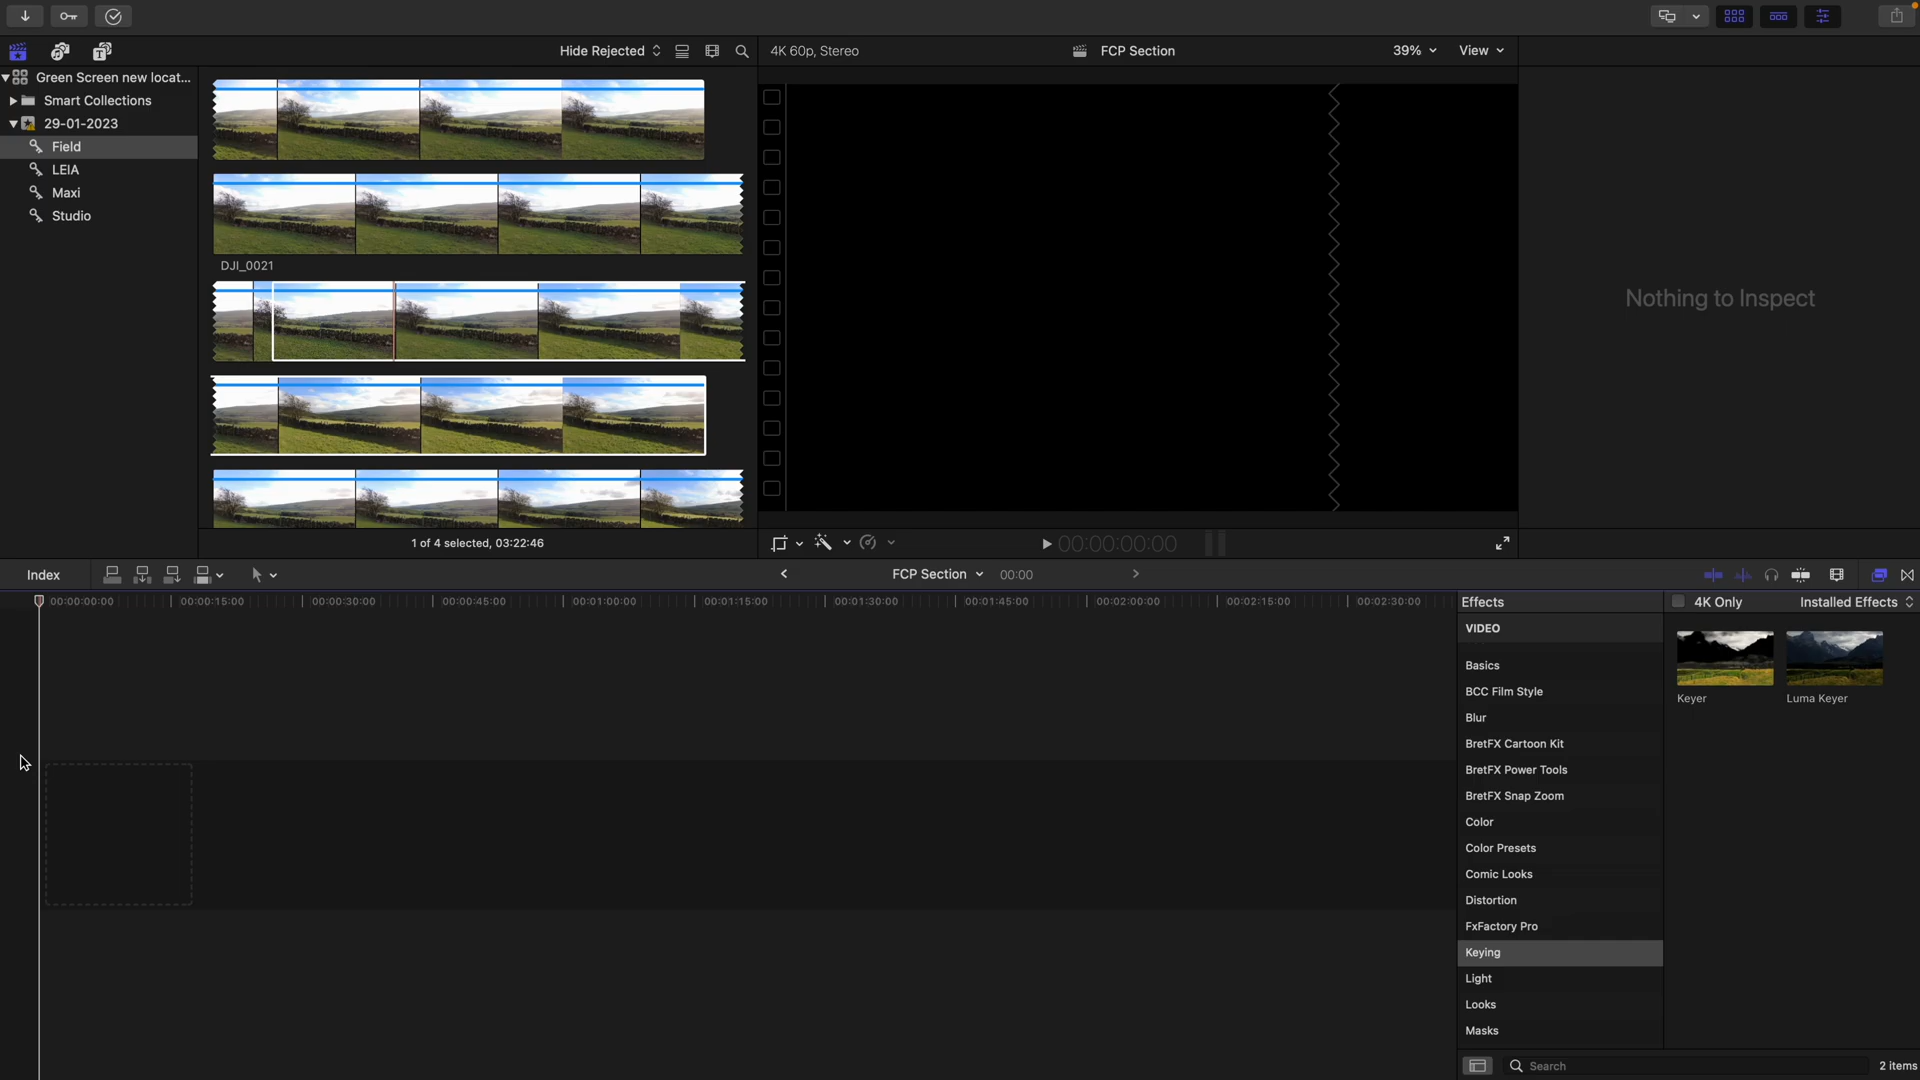 Hide Rejected
4K 60p, Stereo
FCP Section
39%
View
Green Screen new locat...
Smart Collections
29-01-2023
Field
LEIA
Maxi
Studio
DJI_0021
Nothing to Inspect
1 of 4 selected, 03:22:46
00:00:00:00
Index
FCP Section
00:00
00:00:00:00
00:00:15:00
00:00:30:00
00:00:45:00
00:01:00:00
00:01:15:00
00:01:30:00
00:01:45:00
00:02:00:00
00:02:15:00
00:02:30:00
Effects
4K Only
Installed Effects
VIDEO
Basics
BCC Film Style
Blur
BretFX Cartoon Kit
BretFX Power Tools
BretFX Snap Zoom
Color
Color Presets
Comic Looks
Distortion
FxFactory Pro
Keying
Light
Looks
Masks
Keyer
Luma Keyer
Search
2 items